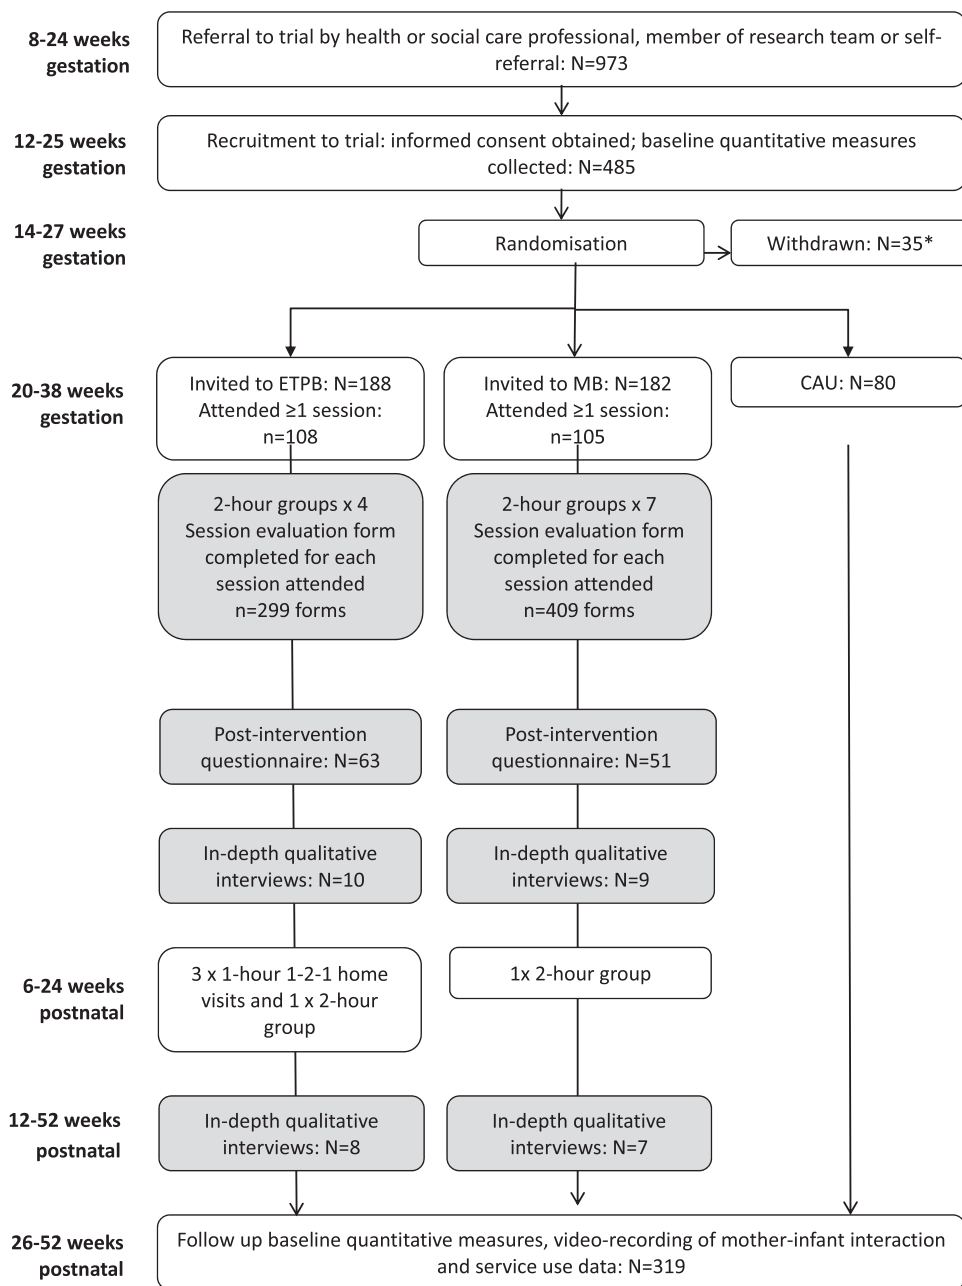 8-24 weeks
gestation
Referral to trial by health or social care professional, member of research team or self-
referral: N=973
12-25 weeks
gestation
Recruitment to trial: informed consent obtained; baseline quantitative measures
collected: N=485
14-27 weeks
gestation
Randomisation
Withdrawn: N=35*
20-38 weeks
gestation
Invited to ETPB: N=188
Attended ≥1 session:
n=108
Invited to MB: N=182
Attended ≥1 session:
n=105
CAU: N=80
2-hour groups x 4
Session evaluation form
completed for each
session attended
n=299 forms
2-hour groups x 7
Session evaluation form
completed for each
session attended
n=409 forms
Post-intervention
questionnaire: N=63
Post-intervention
questionnaire: N=51
In-depth qualitative
interviews: N=10
In-depth qualitative
interviews: N=9
6-24 weeks
postnatal
3 x 1-hour 1-2-1 home
visits and 1 x 2-hour
group
1x 2-hour group
12-52 weeks
postnatal
In-depth qualitative
interviews: N=8
In-depth qualitative
interviews: N=7
26-52 weeks
postnatal
Follow up baseline quantitative measures, video-recording of mother-infant interaction
and service use data: N=319